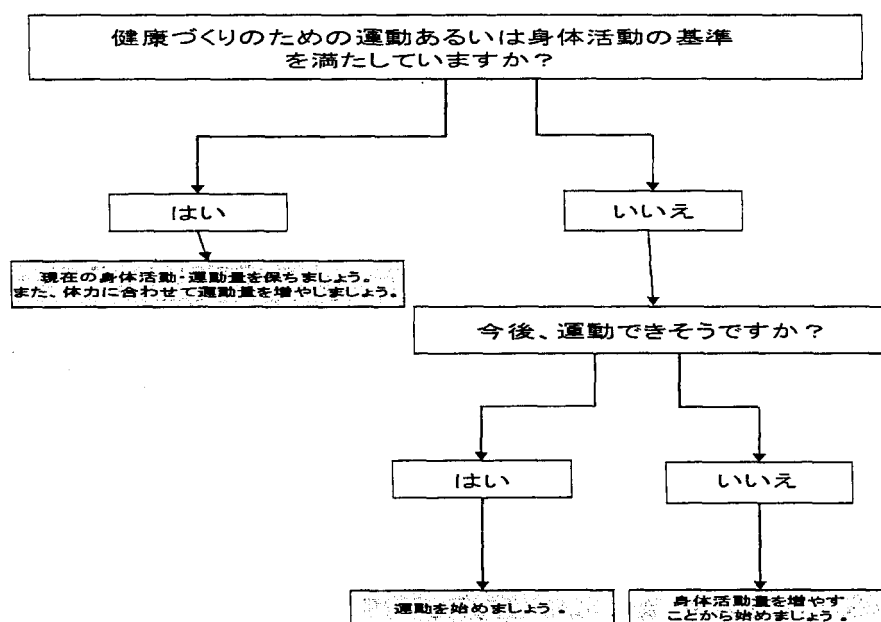 健康づくりのための運動あるいは身体活動の基準
を満たしていますか？
はい
いいえ
現在の身体活動・運動量を保ちましょう。
また、体力に合わせて運動量を増やしましょう。
今後、運動できそうですか？
はい
いいえ
運動を始めましょう。
身体活動量を増やす
ことから始めましょう。